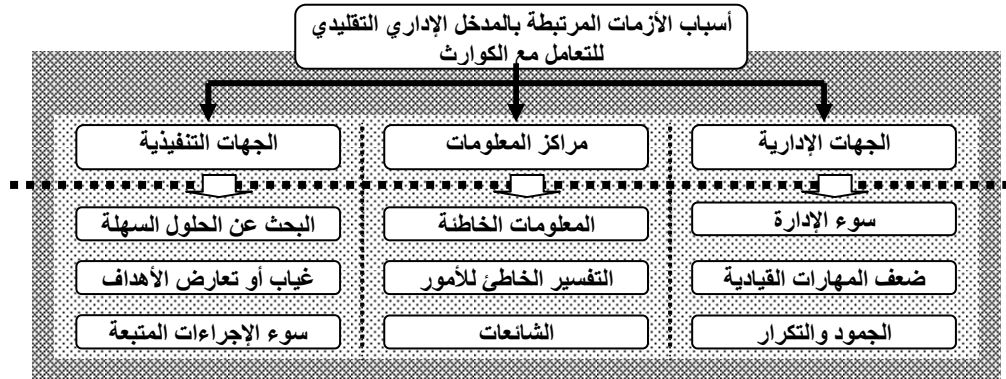 أسباب الأزمات المرتبطة بالمدخل الإداري التقليدي
للتعامل مع الكوارث
الجهات الإدارية
مراكز المعلومات
الجهات التنفيذية
سوء الإدارة
المعلومات الخاطئة
البحث عن الحلول السهلة
ضعف المهارات القيادية
التفسير الخاطئ للأمور
غياب أو تعارض الأهداف
الجمود والتكرار
الشائعات
سوء الإجراءات المتبعة